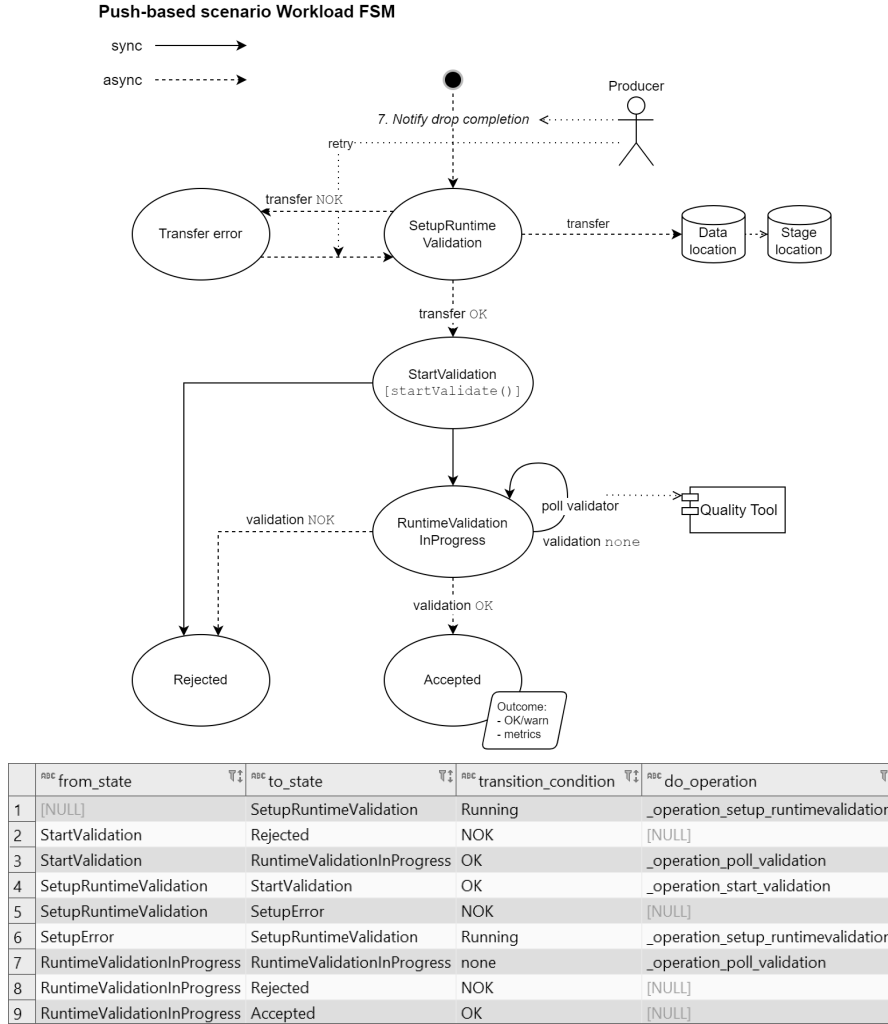 Push-based scenario Workload FSM
sync
async
Producer
7. Notify drop completion
retry
transfer NOK
Transfer error
SetupRuntime
Validation
transfer
Data
location
Stage
location
transfer OK
StartValidation
[startValidate()]
RuntimeValidation
InProgress
poll validator
validation none
Quality Tool
validation NOK
validation OK
Rejected
Accepted
Outcome:
- OK/warn
- metrics
ABC from_state ABC to_state ABC transition_condition ABC do_operation
1 [NULL] SetupRuntimeValidation Running _operation_setup_runtimevalidation
2 StartValidation Rejected NOK [NULL]
3 StartValidation RuntimeValidationInProgress OK _operation_poll_validation
4 SetupRuntimeValidation StartValidation OK _operation_start_validation
5 SetupRuntimeValidation SetupError NOK [NULL]
6 SetupError SetupRuntimeValidation Running _operation_setup_runtimevalidation
7 RuntimeValidationInProgress RuntimeValidationInProgress none _operation_poll_validation
8 RuntimeValidationInProgress Rejected NOK [NULL]
9 RuntimeValidationInProgress Accepted OK [NULL]